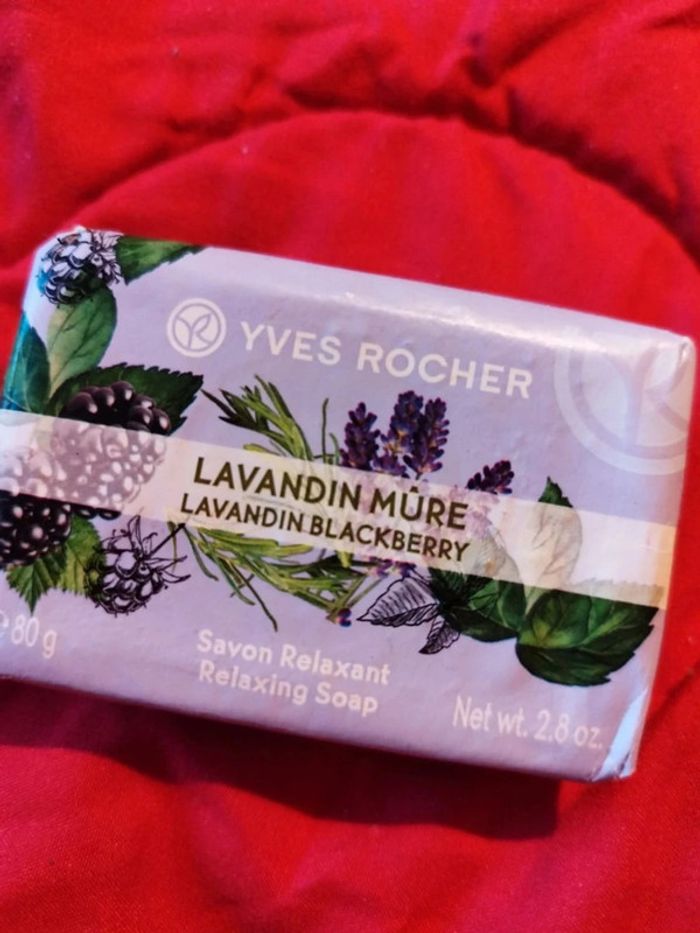 YVES ROCHER
LAVANDIN MÛRE
LAVANDIN BLACKBERRY
℮ 80 g
Savon Relaxant
Relaxing Soap
Net wt. 2.8 oz.